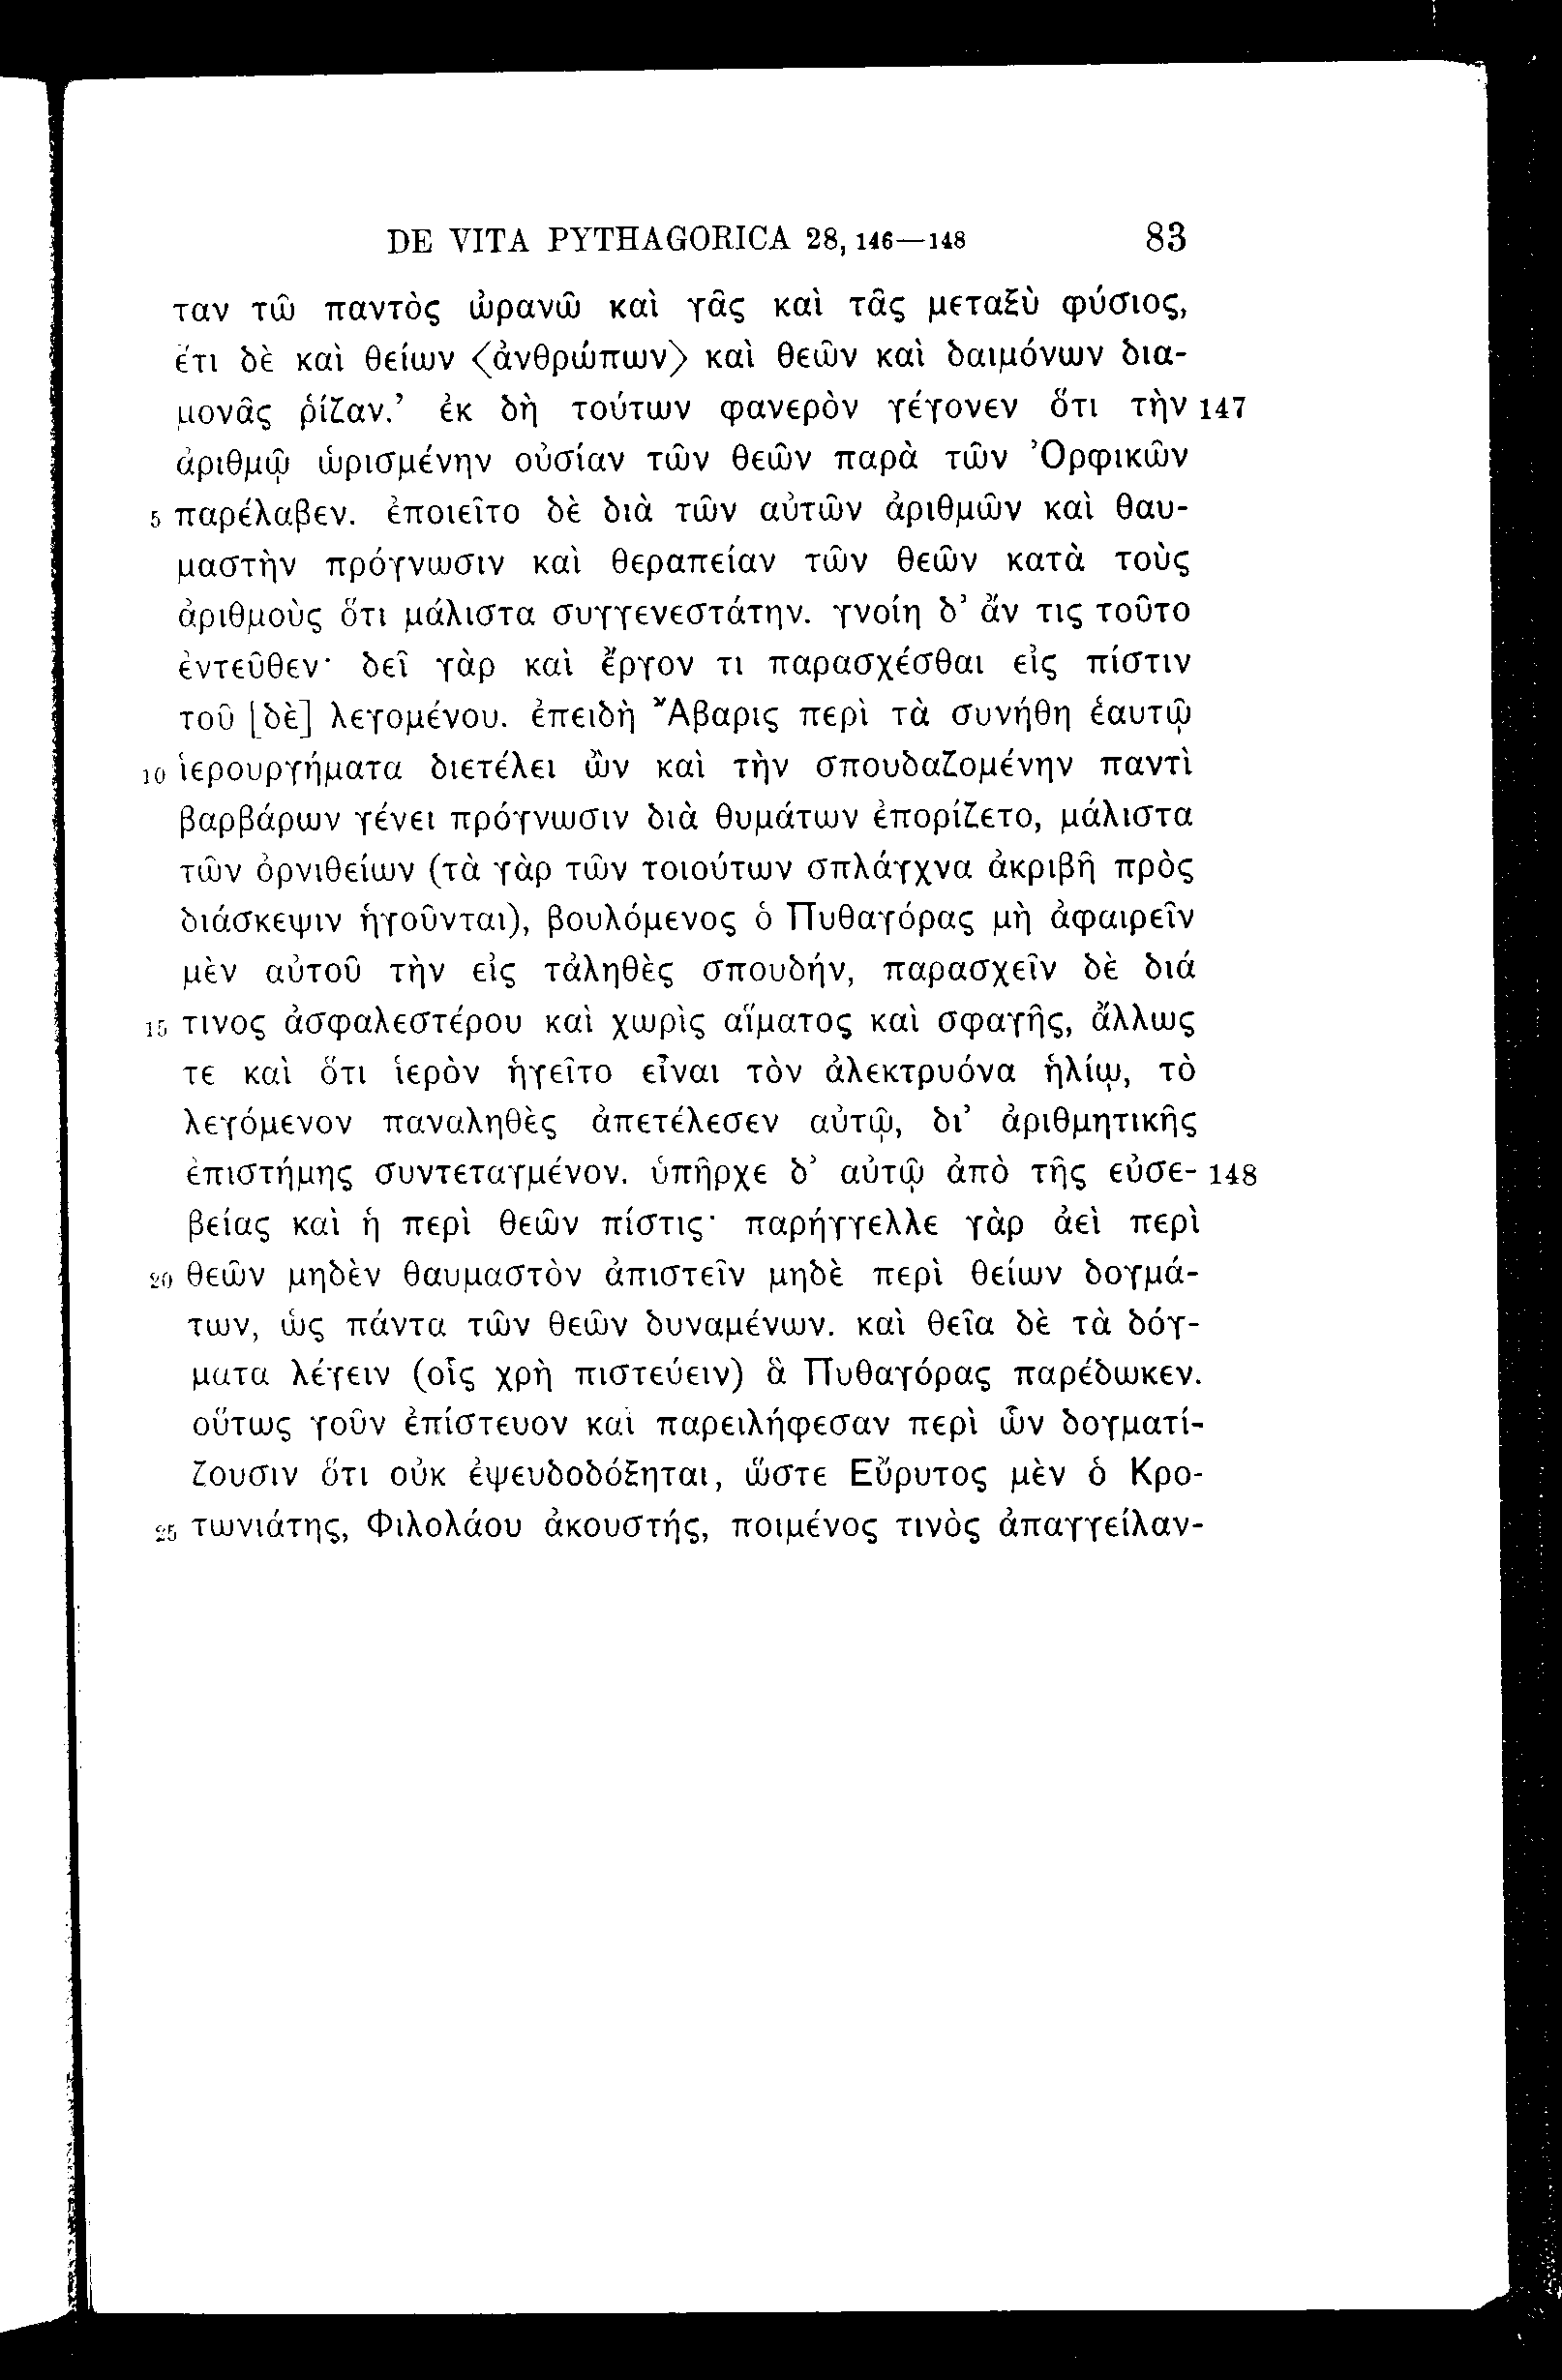 DE VITA PYTHAGORICA 28, 146—148 83
ταν τῶ παντὸς ὠρανῶ καὶ γᾶς καὶ τᾶς μεταξὺ φύσιος,
ἔτι δὲ καὶ θείων ⟨ἀνθρώπων⟩ καὶ θεῶν καὶ δαιμόνων δια-
μονᾶς ῥίζαν.’ ἐκ δὴ τούτων φανερὸν γέγονεν ὅτι τὴν 147
ἀριθμῷ ὡρισμένην οὐσίαν τῶν θεῶν παρὰ τῶν Ὀρφικῶν
5 παρέλαβεν. ἐποιεῖτο δὲ διὰ τῶν αὐτῶν ἀριθμῶν καὶ θαυ-
μαστὴν πρόγνωσιν καὶ θεραπείαν τῶν θεῶν κατὰ τοὺς
ἀριθμοὺς ὅτι μάλιστα συγγενεστάτην. γνοίη δ’ ἄν τις τοῦτο
ἐντεῦθεν· δεῖ γὰρ καὶ ἔργον τι παρασχέσθαι εἰς πίστιν
τοῦ [δὲ] λεγομένου. ἐπειδὴ Ἄβαρις περὶ τὰ συνήθη ἑαυτῷ
10 ἱερουργήματα διετέλει ὢν καὶ τὴν σπουδαζομένην παντὶ
βαρβάρων γένει πρόγνωσιν διὰ θυμάτων ἐπορίζετο, μάλιστα
τῶν ὀρνιθείων (τὰ γὰρ τῶν τοιούτων σπλάγχνα ἀκριβῆ πρὸς
διάσκεψιν ἡγοῦνται), βουλόμενος ὁ Πυθαγόρας μὴ ἀφαιρεῖν
μὲν αὐτοῦ τὴν εἰς τἀληθὲς σπουδήν, παρασχεῖν δὲ διά
15 τινος ἀσφαλεστέρου καὶ χωρὶς αἵματος καὶ σφαγῆς, ἄλλως
τε καὶ ὅτι ἱερὸν ἡγεῖτο εἶναι τὸν ἀλεκτρυόνα ἡλίῳ, τὸ
λεγόμενον παναληθὲς ἀπετέλεσεν αὐτῷ, δι’ ἀριθμητικῆς
ἐπιστήμης συντεταγμένον. ὑπῆρχε δ’ αὐτῷ ἀπὸ τῆς εὐσε- 148
βείας καὶ ἡ περὶ θεῶν πίστις· παρήγγελλε γὰρ ἀεὶ περὶ
20 θεῶν μηδὲν θαυμαστὸν ἀπιστεῖν μηδὲ περὶ θείων δογμά-
των, ὡς πάντα τῶν θεῶν δυναμένων. καὶ θεῖα δὲ τὰ δόγ-
ματα λέγειν (οἷς χρὴ πιστεύειν) ἃ Πυθαγόρας παρέδωκεν.
οὕτως γοῦν ἐπίστευον καὶ παρειλήφεσαν περὶ ὧν δογματί-
ζουσιν ὅτι οὐκ ἐψευδοδόξηται, ὥστε Εὔρυτος μὲν ὁ Κρο-
25 τωνιάτης, Φιλολάου ἀκουστής, ποιμένος τινὸς ἀπαγγείλαν-